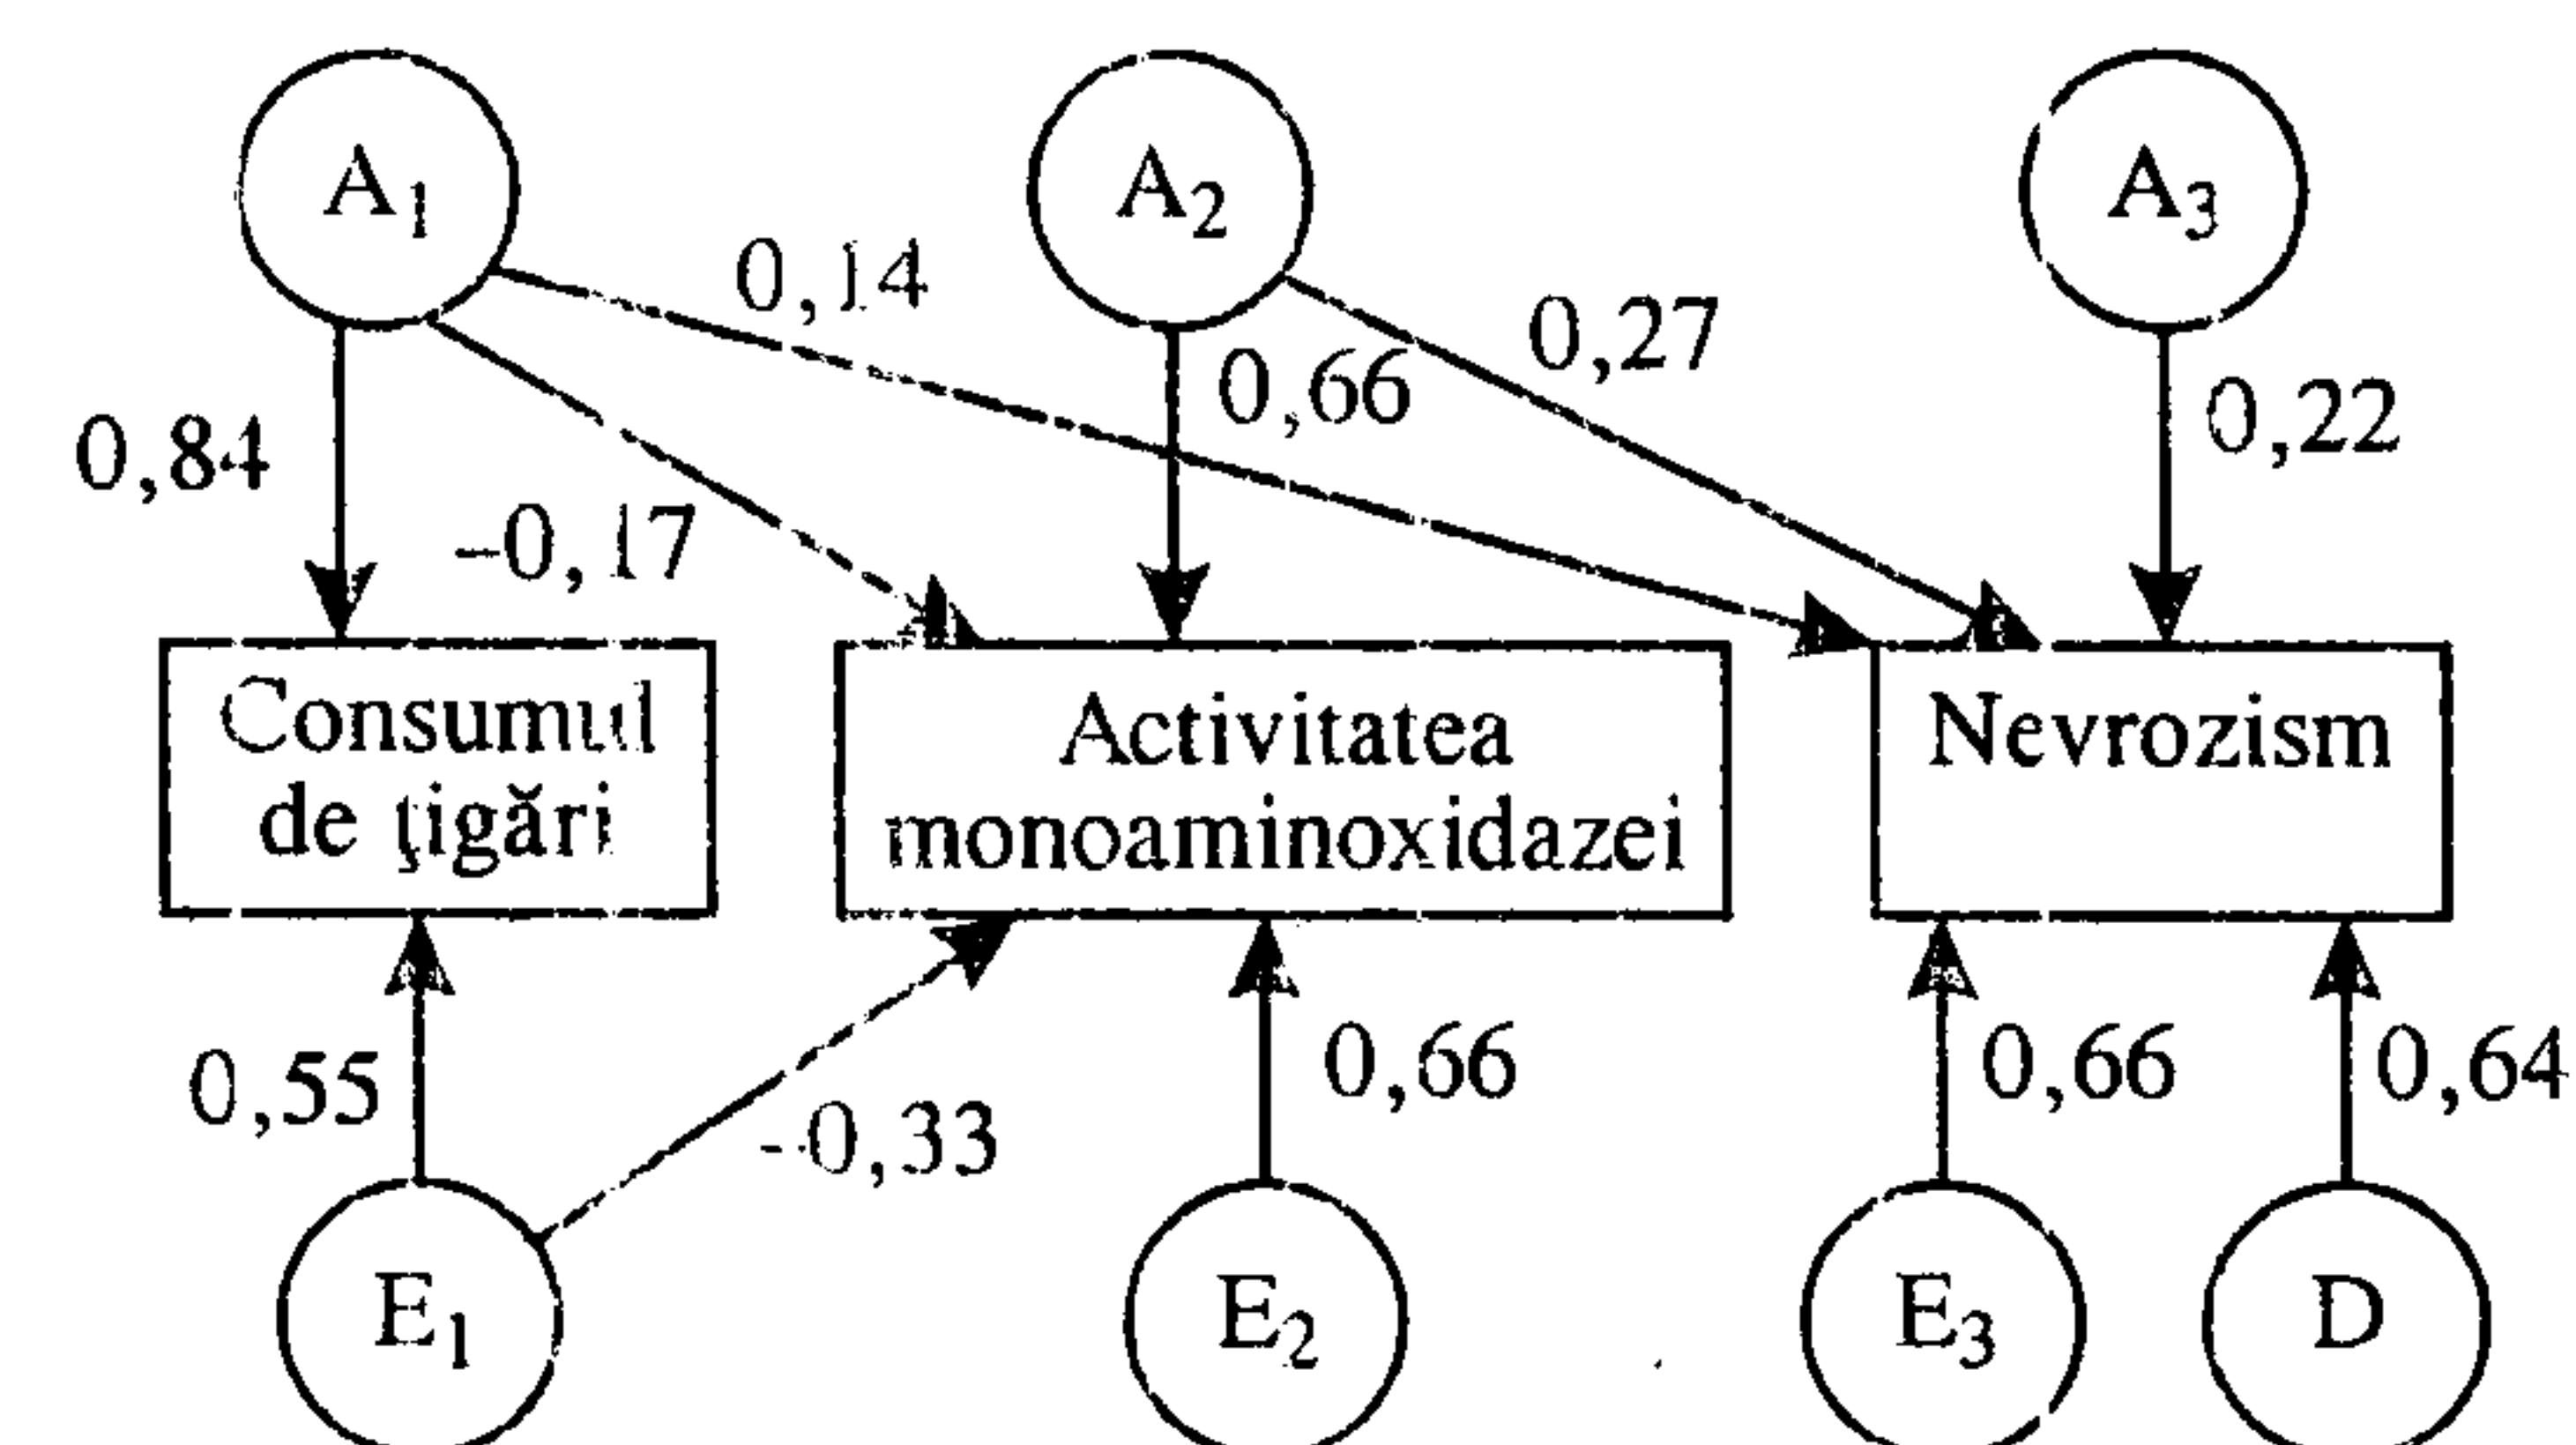 A1
A2
A3
0,14
0,27
0,66
0,22
0,84
-0,17
Consumul
de ţigări
Activitatea
monoaminoxidazei
Nevrozism
0,55
-0,33
0,66
0,66
0,64
E1
E2
E3
D